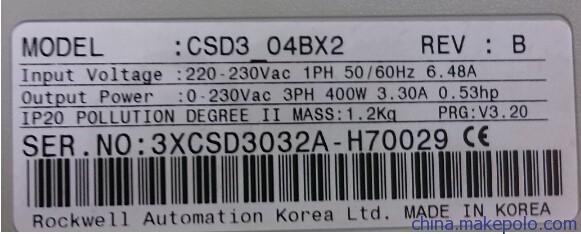 MODEL :CSD3_04BX2 REV : B
Input Voltage :220-230Vac 1PH 50/60Hz 6.48A
Output Power :0-230Vac 3PH 400W 3.30A 0.53hp
IP20 POLLUTION DEGREE II MASS:1.2Kg PRG:V3.20
SER.NO:3XCSD3032A-H70029 CE
Rockwell Automation Korea Ltd. MADE IN KOREA
china.makepolo.com